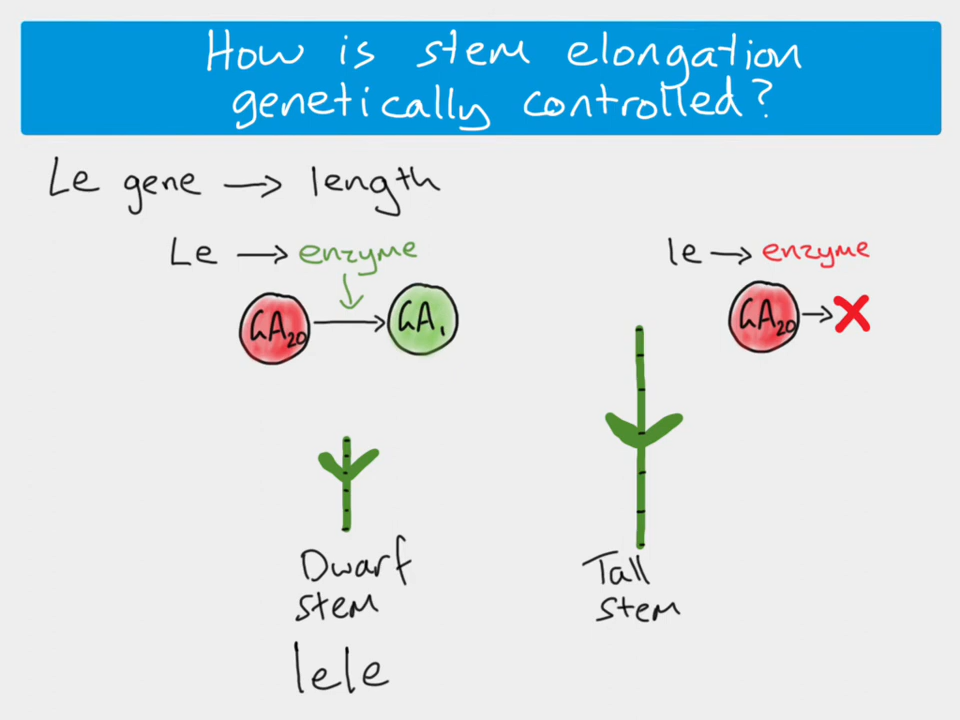 How is stem elongation
genetically controlled?
Le gene → length
Le → enzyme
le → enzyme
GA₂₀ → GA₁
GA₂₀ → ✗
Dwarf
stem
Tall
stem
lele